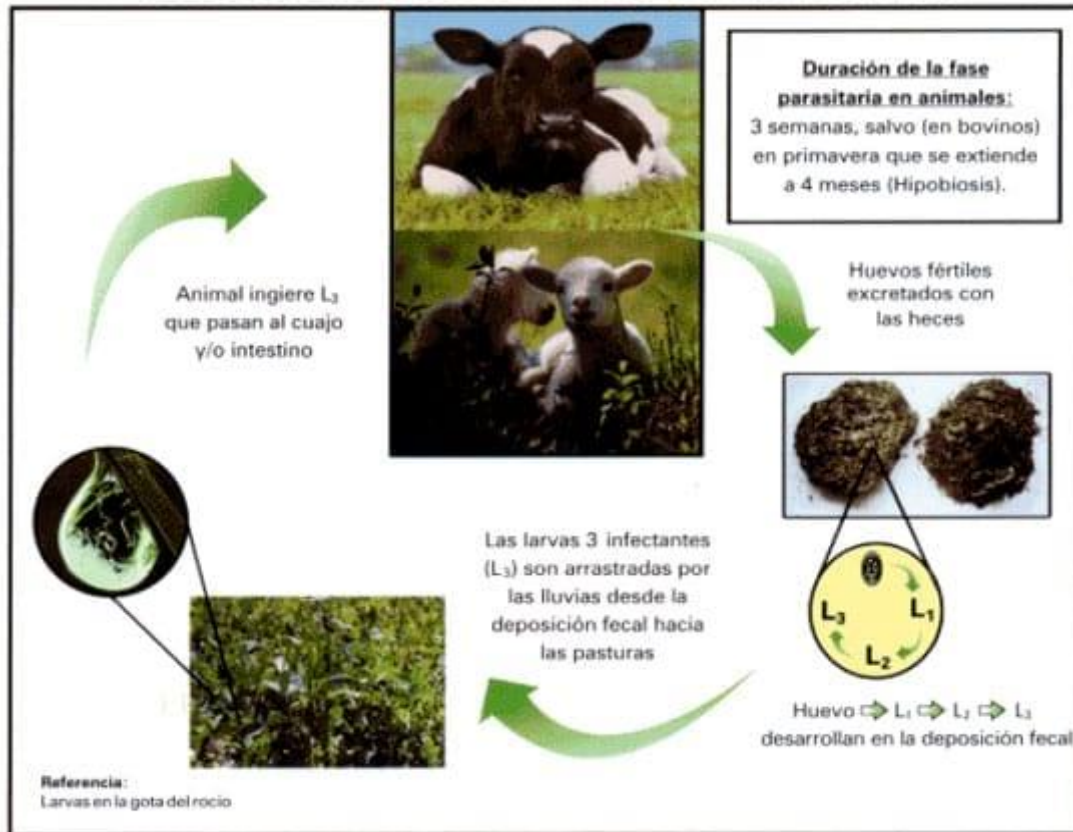 Duración de la fase
parasitaria en animales:
3 semanas, salvo (en bovinos)
en primavera que se extiende
a 4 meses (Hipobiosis).
Animal ingiere L₃
que pasan al cuajo
y/o intestino
Huevos fértiles
excretados con
las heces
Las larvas 3 infectantes
(L₃) son arrastradas por
las lluvias desde la
deposición fecal hacia
las pasturas
L₃ L₁
L₂
Huevo ⇨ L₁ ⇨ L₂ ⇨ L₃
desarrollan en la deposición fecal
Referencia:
Larvas en la gota del rocio